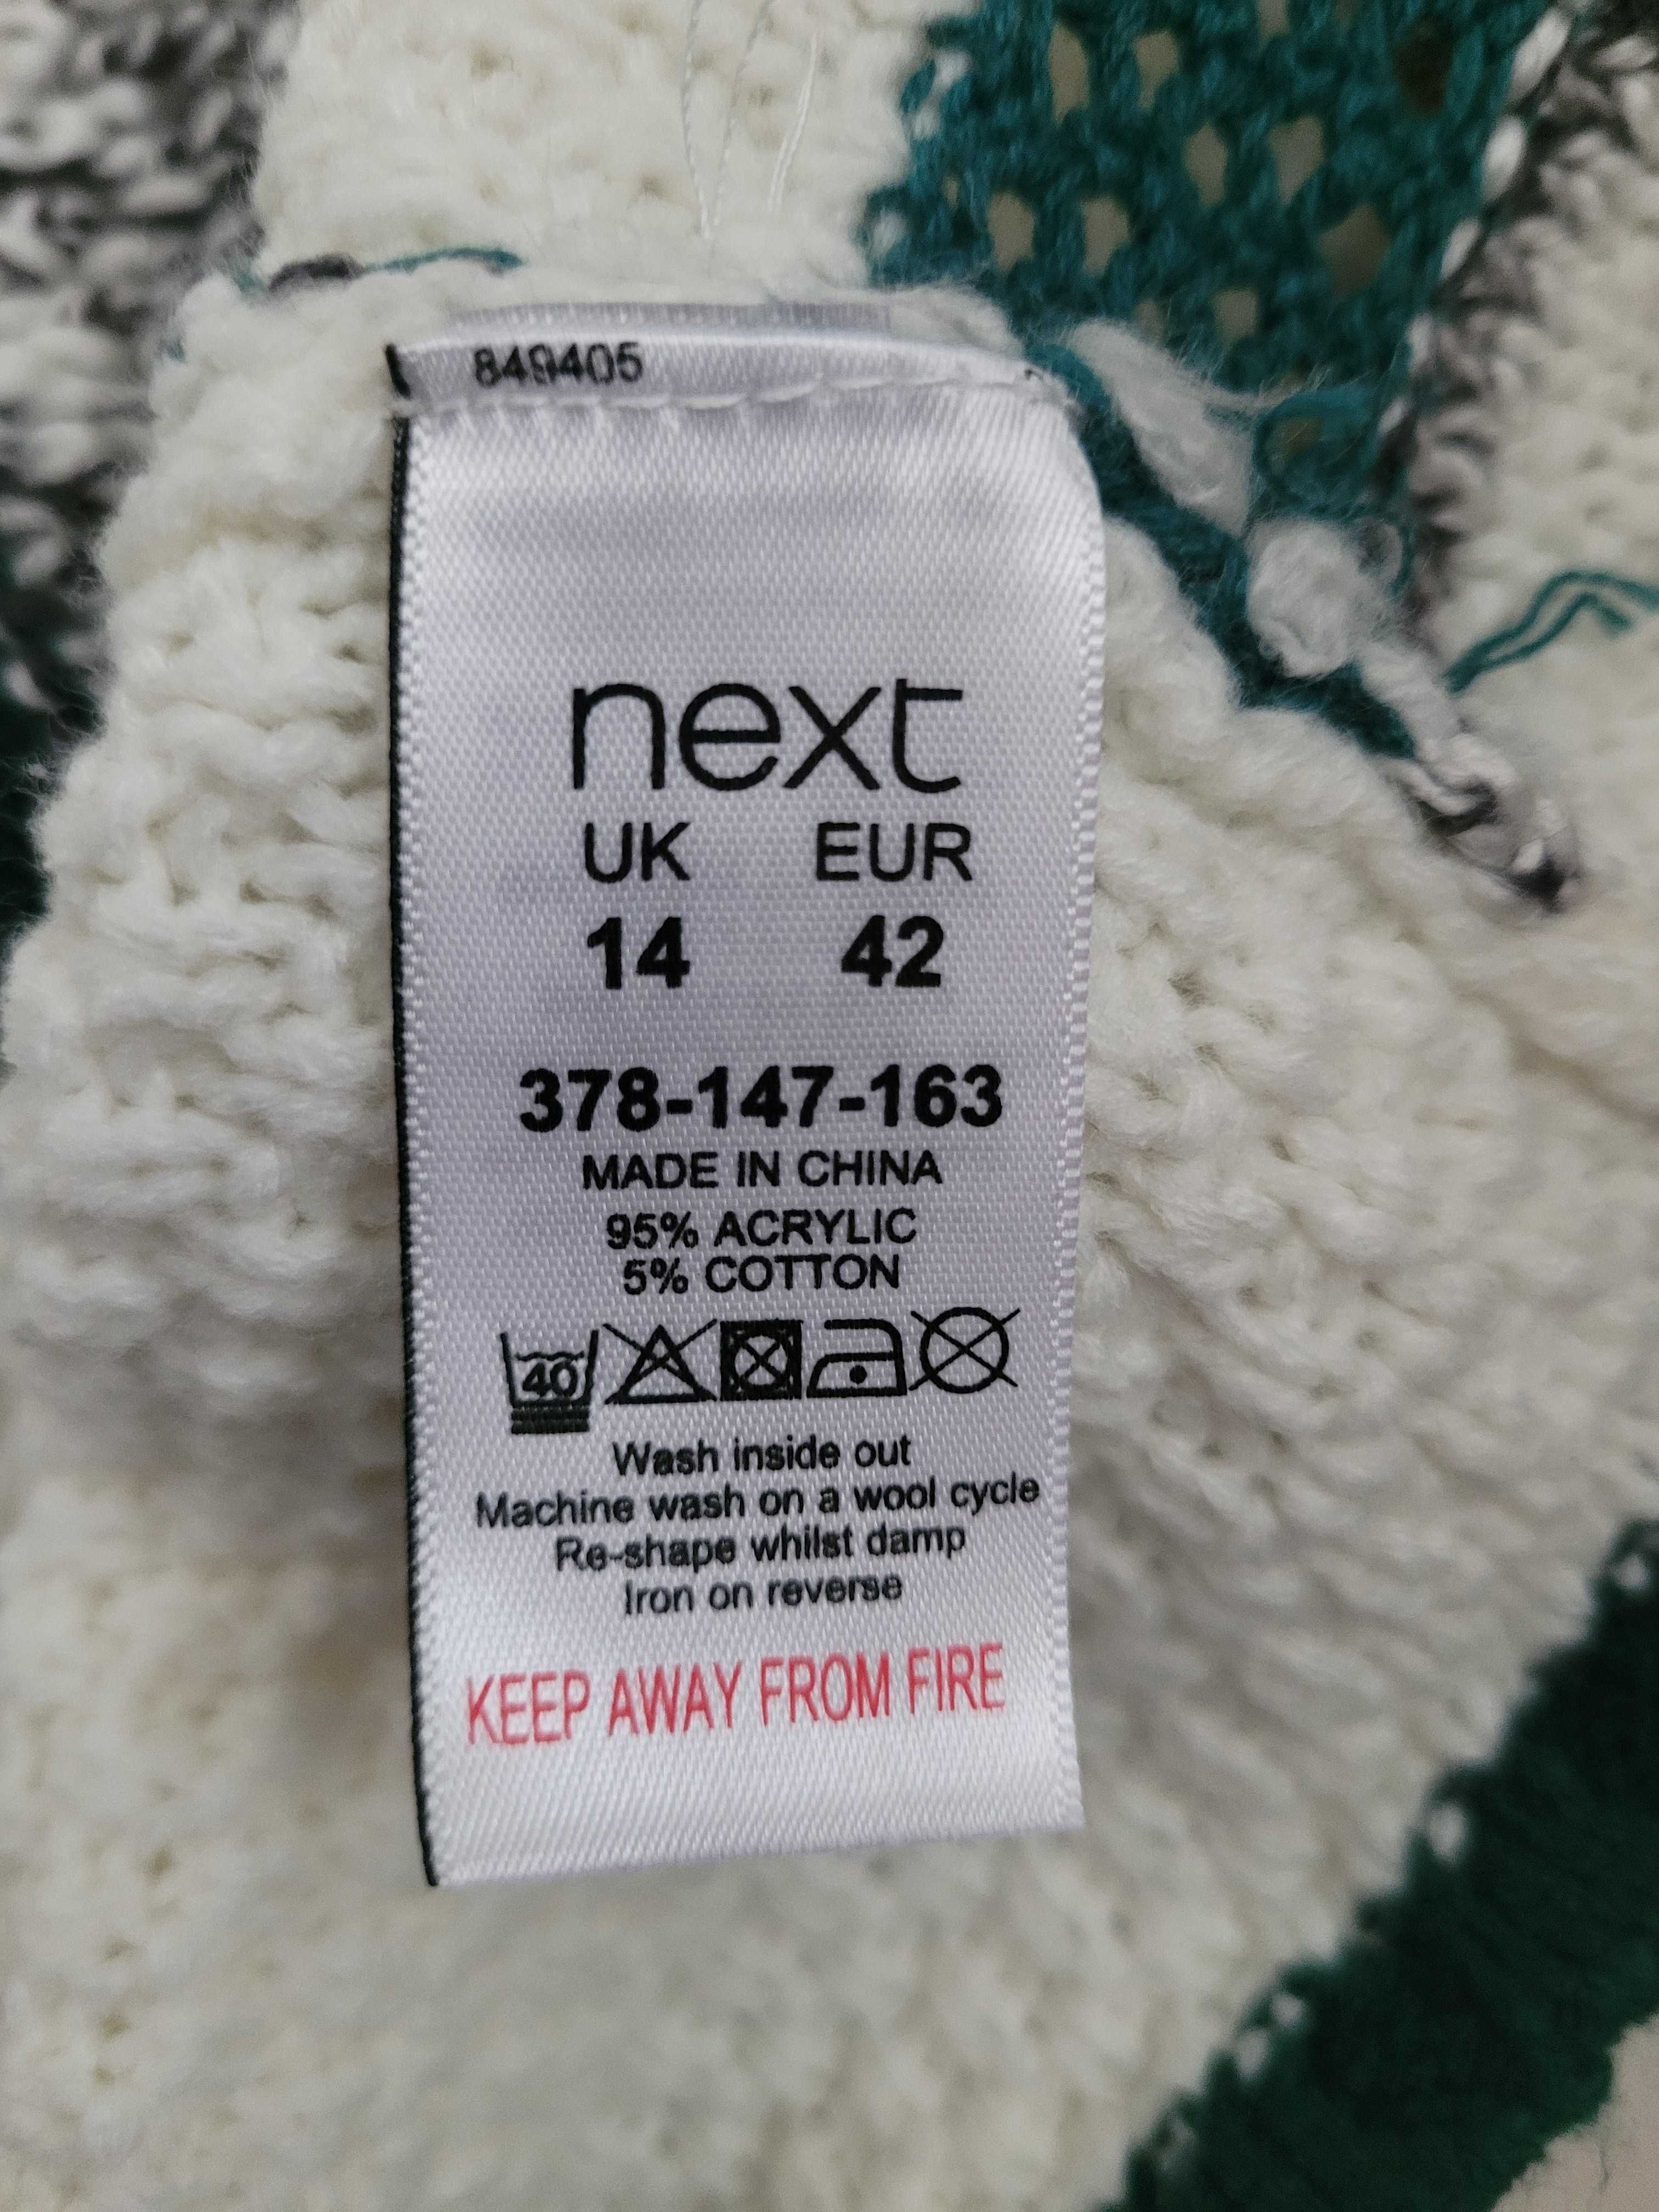 849405
next
UK EUR
14 42
378-147-163
MADE IN CHINA
95% ACRYLIC
5% COTTON
40
Wash inside out
Machine wash on a wool cycle
Re-shape whilst damp
Iron on reverse
KEEP AWAY FROM FIRE